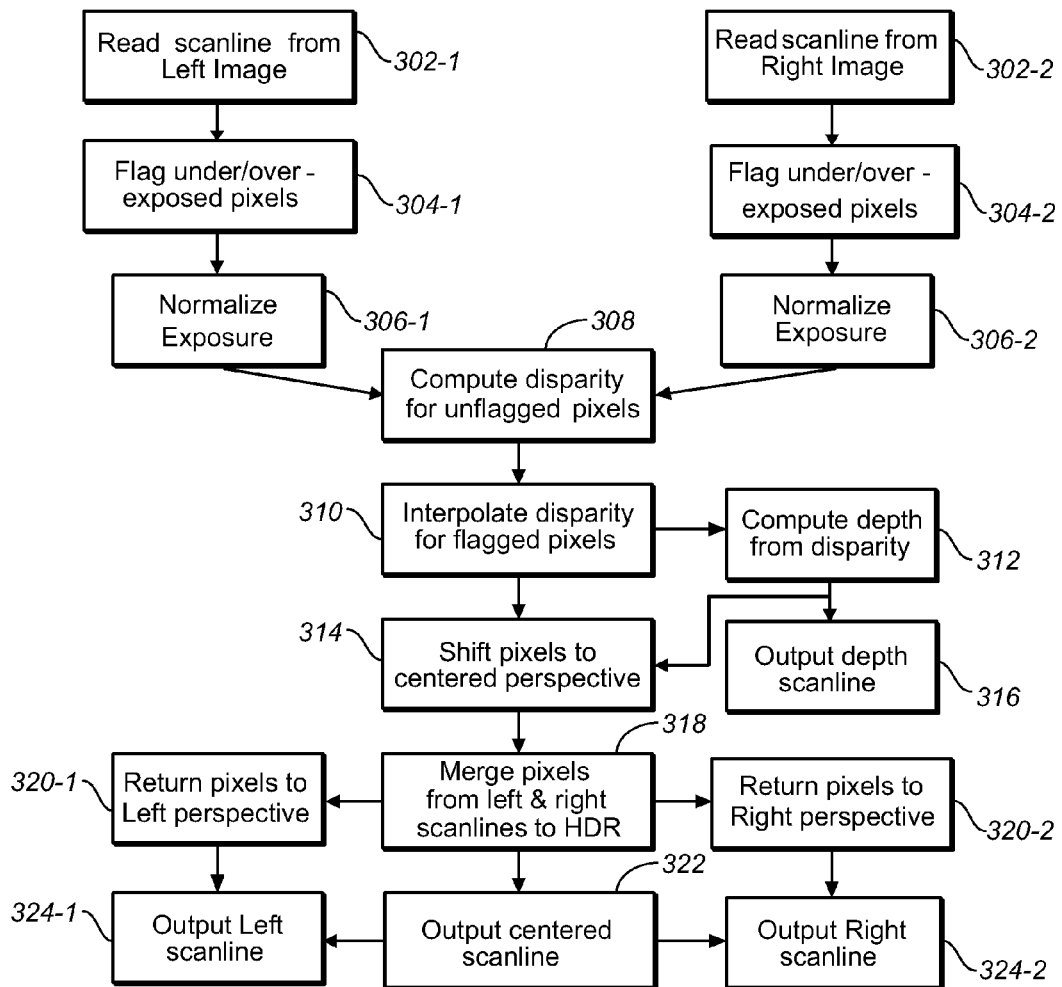 Read scanline from
Left Image
302-1
Read scanline from
Right Image
302-2
Flag under/over -
exposed pixels
304-1
Flag under/over -
exposed pixels
304-2
Normalize
Exposure
306-1
308
Normalize
Exposure
306-2
Compute disparity
for unflagged pixels
310
Interpolate disparity
for flagged pixels
Compute depth
from disparity
312
314
Shift pixels to
centered perspective
Output depth
scanline
316
318
320-1
Return pixels to
Left perspective
Merge pixels
from left & right
scanlines to HDR
Return pixels to
Right perspective
320-2
322
324-1
Output Left
scanline
Output centered
scanline
Output Right
scanline
324-2